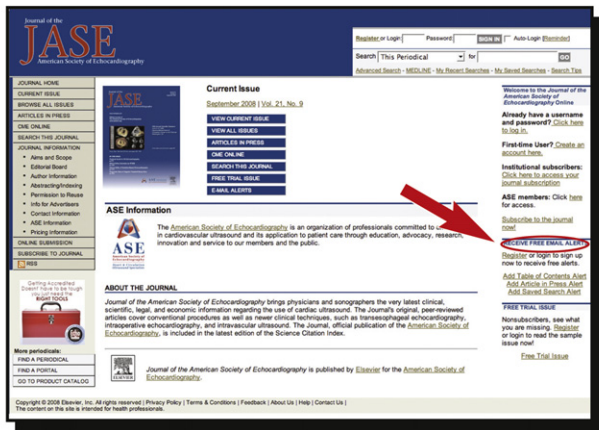 Journal of the
JASE
American Society of Echocardiography
Register or Login: Password: SIGN IN Auto-Login [Reminder]
Search This Periodical for GO
Advanced Search - MEDLINE - My Recent Searches - My Saved Searches - Search Tips
JOURNAL HOME
CURRENT ISSUE
BROWSE ALL ISSUES
ARTICLES IN PRESS
CME ONLINE
SEARCH THIS JOURNAL
JOURNAL INFORMATION
Aims and Scope
Editorial Board
Author Information
Abstracting/Indexing
Permission to Reuse
Info for Advertisers
Contact Information
ASE Information
Pricing Information
ONLINE SUBMISSION
SUBSCRIBE TO JOURNAL
RSS
Getting Accredited
Doesn't have to be tough
you just need the
RIGHT TOOLS
More periodicals:
FIND A PERIODICAL
FIND A PORTAL
GO TO PRODUCT CATALOG
JASE
Current Issue
September 2008 | Vol. 21, No. 9
VIEW CURRENT ISSUE
VIEW ALL ISSUES
ARTICLES IN PRESS
CME ONLINE
SEARCH THIS JOURNAL
FREE TRIAL ISSUE
E-MAIL ALERTS
ASE Information
ASE
The American Society of Echocardiography is an organization of professionals committed to
in cardiovascular ultrasound and its application to patient care through education, advocacy, research,
innovation and service to our members and the public.
ABOUT THE JOURNAL
Journal of the American Society of Echocardiography brings physicians and sonographers the very latest clinical,
scientific, legal, and economic information regarding the use of cardiac ultrasound. The Journal's original, peer-reviewed
articles cover conventional procedures as well as newer clinical techniques, such as transesophageal echocardiography,
intraoperative echocardiography, and intravascular ultrasound. The Journal, official publication of the American Society of
Echocardiography, is included in the latest edition of the Science Citation Index.
ELSEVIER
Journal of the American Society of Echocardiography is published by Elsevier for the American Society of
Echocardiography.
Welcome to the Journal of the
American Society of
Echocardiography Online
Already have a username
and password? Click here
to log in.
First-time User? Create an
account here.
Institutional subscribers:
Click here to access your
journal subscription
ASE members: Click here
for access.
Subscribe to the journal
now!
RECEIVE FREE EMAIL ALERT
Register or login to sign up
now to receive free alerts.
Add Table of Contents Alert
Add Article in Press Alert
Add Saved Search Alert
FREE TRIAL ISSUE
Nonsubscribers, see what
you are missing. Register
or login to read the sample
issue now!
Free Trial Issue
Copyright © 2008 Elsevier, Inc. All rights reserved | Privacy Policy | Terms & Conditions | Feedback | About Us | Help | Contact Us |
The content on this site is intended for health professionals.